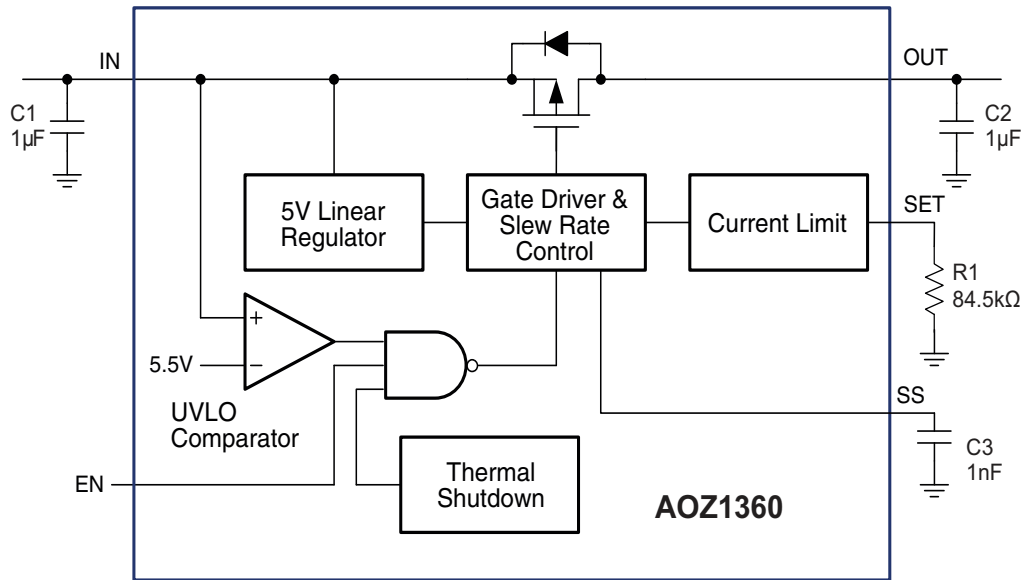 IN
OUT
C1
1µF
C2
1µF
5V Linear
Regulator
Gate Driver &
Slew Rate
Control
Current Limit
SET
R1
84.5kΩ
+
5.5V
−
UVLO
Comparator
SS
C3
1nF
EN
Thermal
Shutdown
AOZ1360